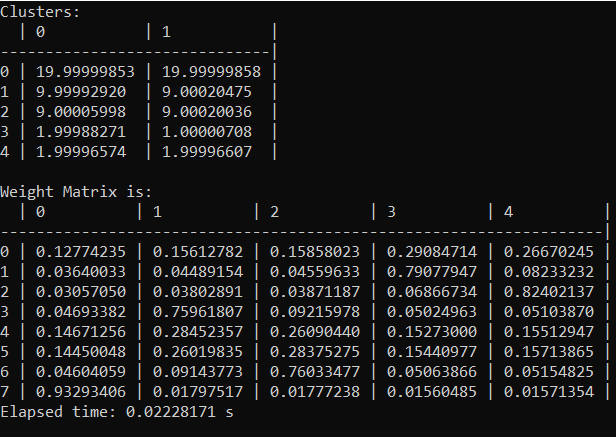 Clusters:
  | 0          | 1          |
-----------------------------|
0 | 19.99999853 | 19.99999858 |
1 | 9.99992920 | 9.00020475 |
2 | 9.00005998 | 9.00020036 |
3 | 1.99988271 | 1.00000708 |
4 | 1.99996574 | 1.99996607 |
Weight Matrix is:
  | 0          | 1          | 2          | 3          | 4          |
-------------------------------------------------------------------|
0 | 0.12774235 | 0.15612782 | 0.15858023 | 0.29084714 | 0.26670245 |
1 | 0.03640033 | 0.04489154 | 0.04559633 | 0.79077947 | 0.08233232 |
2 | 0.03057050 | 0.03802891 | 0.03871187 | 0.06866734 | 0.82402137 |
3 | 0.04693382 | 0.75961807 | 0.09215978 | 0.05024963 | 0.05103870 |
4 | 0.14671256 | 0.28452357 | 0.26090440 | 0.15273000 | 0.15512947 |
5 | 0.14450048 | 0.26019835 | 0.28375275 | 0.15440977 | 0.15713865 |
6 | 0.04604059 | 0.09143773 | 0.76033477 | 0.05063866 | 0.05154825 |
7 | 0.93293406 | 0.01797517 | 0.01777238 | 0.01560485 | 0.01571354 |
Elapsed time: 0.02228171 s